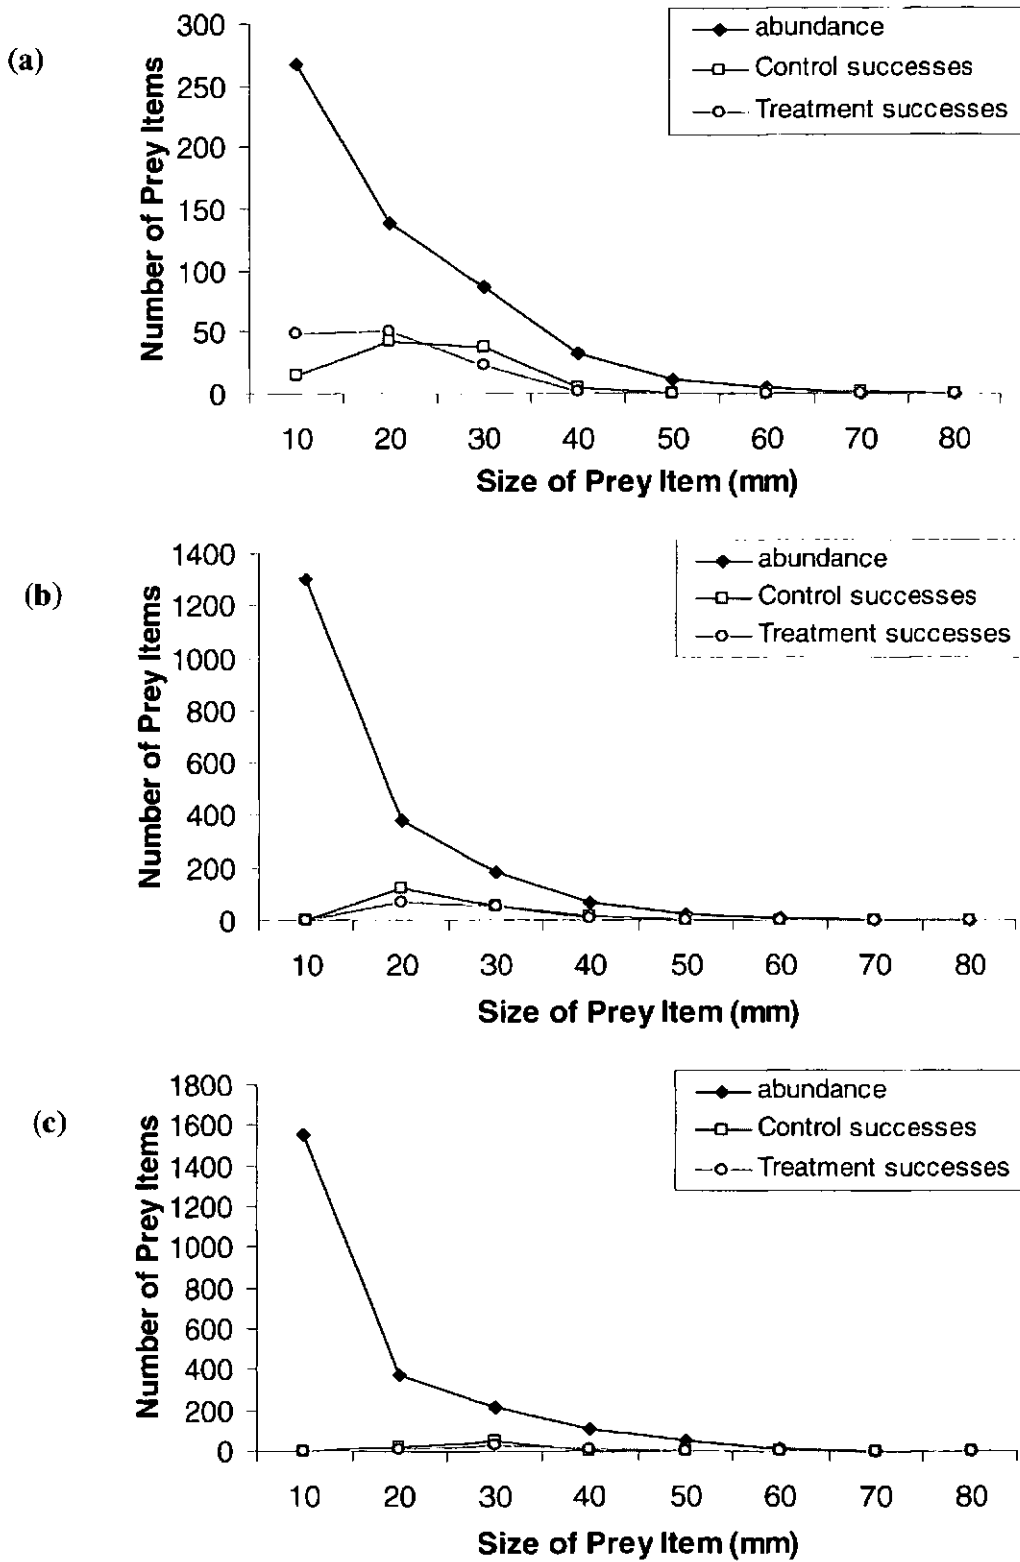 (a)
Number of Prey Items
300
250
200
150
100
50
0
10 20 30 40 50 60 70 80
Size of Prey Item (mm)
abundance
Control successes
Treatment successes
(b)
Number of Prey Items
1400
1200
1000
800
600
400
200
0
10 20 30 40 50 60 70 80
Size of Prey Item (mm)
abundance
Control successes
Treatment successes
(c)
Number of Prey Items
1800
1600
1400
1200
1000
800
600
400
200
0
10 20 30 40 50 60 70 80
Size of Prey Item (mm)
abundance
Control successes
Treatment successes